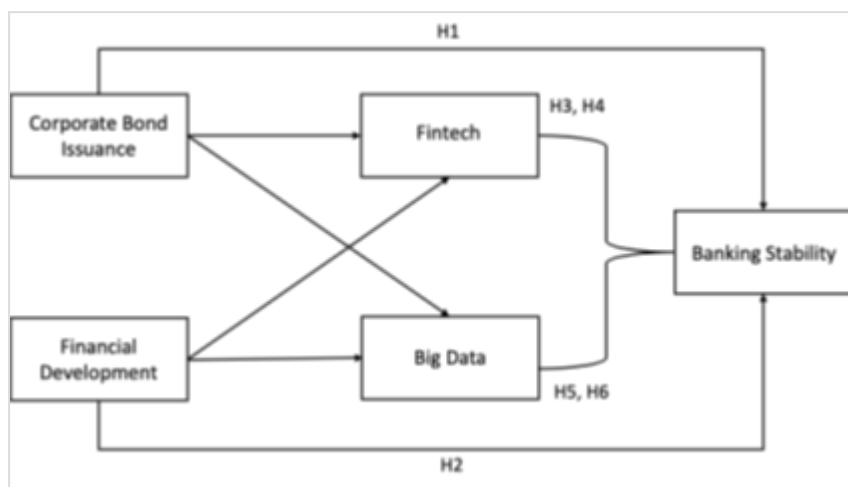 H1
Corporate Bond
Issuance
Fintech
H3, H4
Banking Stability
Financial
Development
Big Data
H5, H6
H2